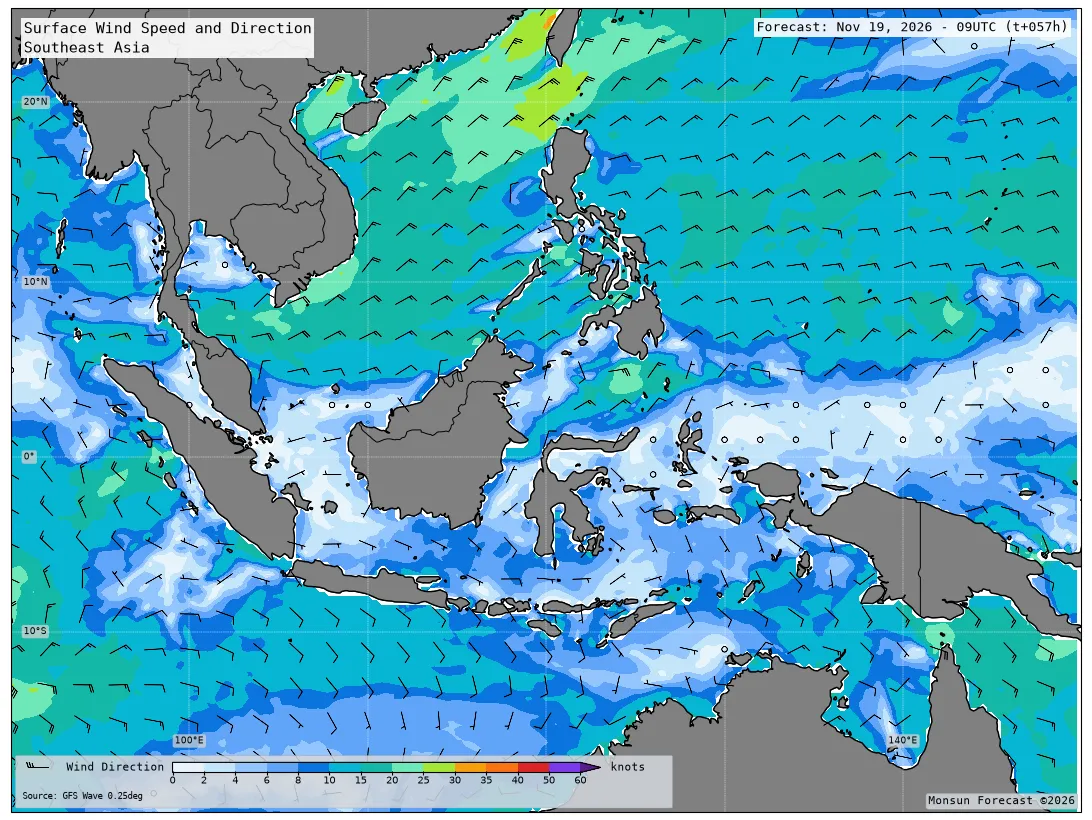 Surface Wind Speed and Direction
Southeast Asia
Forecast: Nov 19, 2026 - 09UTC (t+057h)
20°N
10°N
0°
10°S
100°E
140°E
Wind Direction
0 2 4 6 8 10 15 20 25 30 35 40 50 60
knots
Source: GFS Wave 0.25deg
Monsun Forecast ©2026